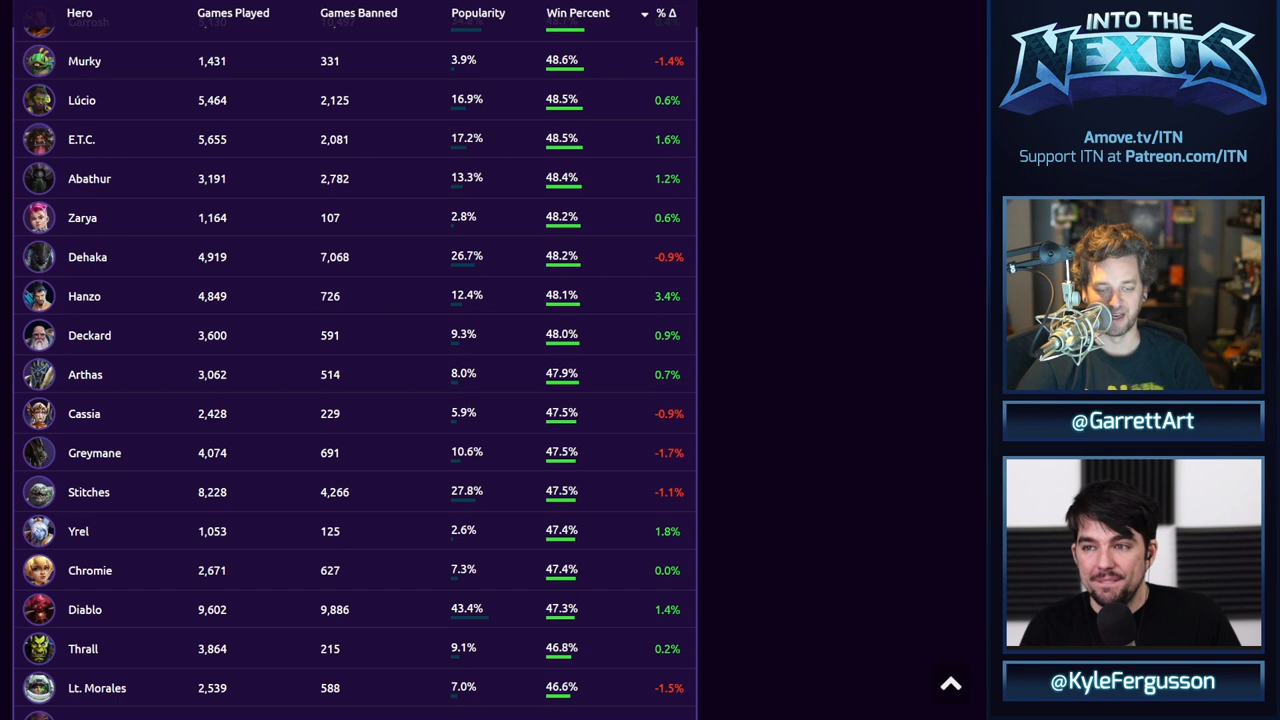 Hero Games Played Games Banned Popularity Win Percent % Δ
Garrosh 5,130
Murky 1,431 331 3.9% 48.6% -1.4%
Lúcio 5,464 2,125 16.9% 48.5% 0.6%
E.T.C. 5,655 2,081 17.2% 48.5% 1.6%
Abathur 3,191 2,782 13.3% 48.4% 1.2%
Zarya 1,164 107 2.8% 48.2% 0.6%
Dehaka 4,919 7,068 26.7% 48.2% -0.9%
Hanzo 4,849 726 12.4% 48.1% 3.4%
Deckard 3,600 591 9.3% 48.0% 0.9%
Arthas 3,062 514 8.0% 47.9% 0.7%
Cassia 2,428 229 5.9% 47.5% -0.9%
Greymane 4,074 691 10.6% 47.5% -1.7%
Stitches 8,228 4,266 27.8% 47.5% -1.1%
Yrel 1,053 125 2.6% 47.4% 1.8%
Chromie 2,671 627 7.3% 47.4% 0.0%
Diablo 9,602 9,886 43.4% 47.3% 1.4%
Thrall 3,864 215 9.1% 46.8% 0.2%
Lt. Morales 2,539 588 7.0% 46.6% -1.5%
INTO THE
NEXUS
Amove.tv/ITN
Support ITN at Patreon.com/ITN
@GarrettArt
@KyleFergusson